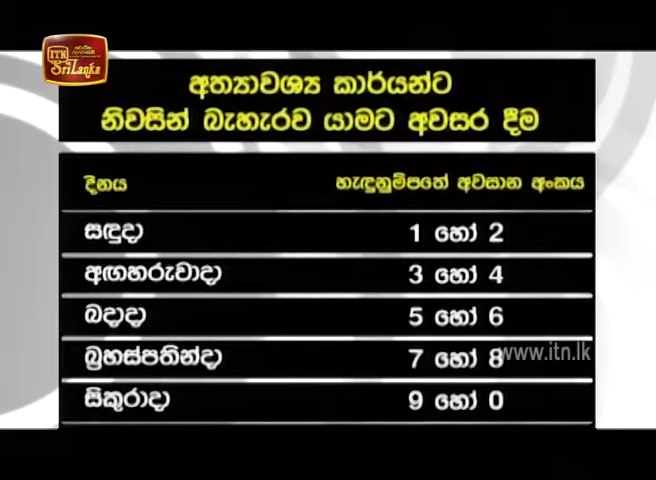 ITN
Sri Lanka
අත්‍යාවශ්‍ය කාර්යන්ට
නිවසින් බැහැරව යාමට අවසර දීම
දිනය හැඳුනුම්පතේ අවසාන අංකය
සඳුදා 1 හෝ 2
අඟහරුවාදා 3 හෝ 4
බදාදා 5 හෝ 6
බ්‍රහස්පතින්දා 7 හෝ 8
www.itn.lk
සිකුරාදා 9 හෝ 0